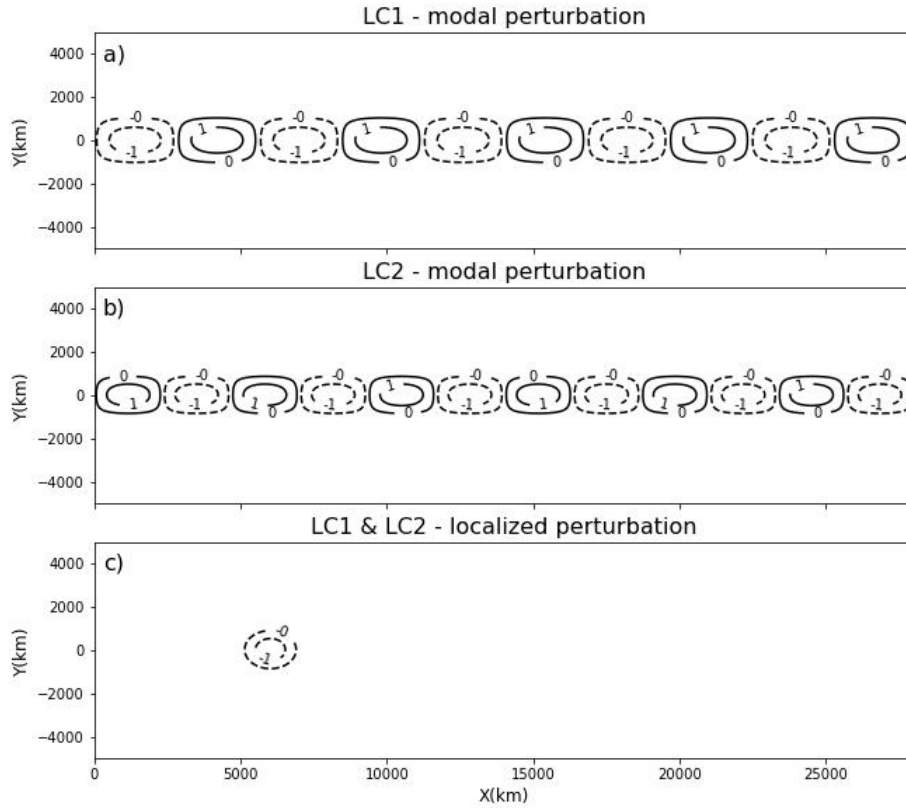 LC1 - modal perturbation
a)
Y(km)
4000
2000
0
−2000
−4000
-0 -0 -0 -0 -0
1 1 1 1 1
-1 -1 -1 -1 -1
0 0 0 0 0
LC2 - modal perturbation
b)
Y(km)
4000
2000
0
−2000
−4000
0 -0 -0 -0 0 -0 -0 -0
1 1
1 -1 1 -1 -1 1 -1 1 -1 -1
0 0 0 0
LC1 & LC2 - localized perturbation
c)
Y(km)
4000
2000
0
−2000
−4000
-0
-1
0 5000 10000 15000 20000 25000
X(km)